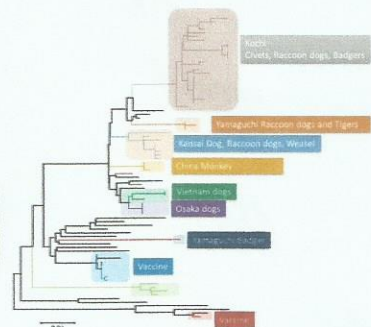 Kochi
Civets, Raccoon dogs, Badgers
Yamaguchi Raccoon dogs and Tigers
Kansai Dog, Raccoon dogs, Weasel
China Monkey
Vietnam dogs
Osaka dogs
Yamaguchi Badger
Vaccine
Vaccine